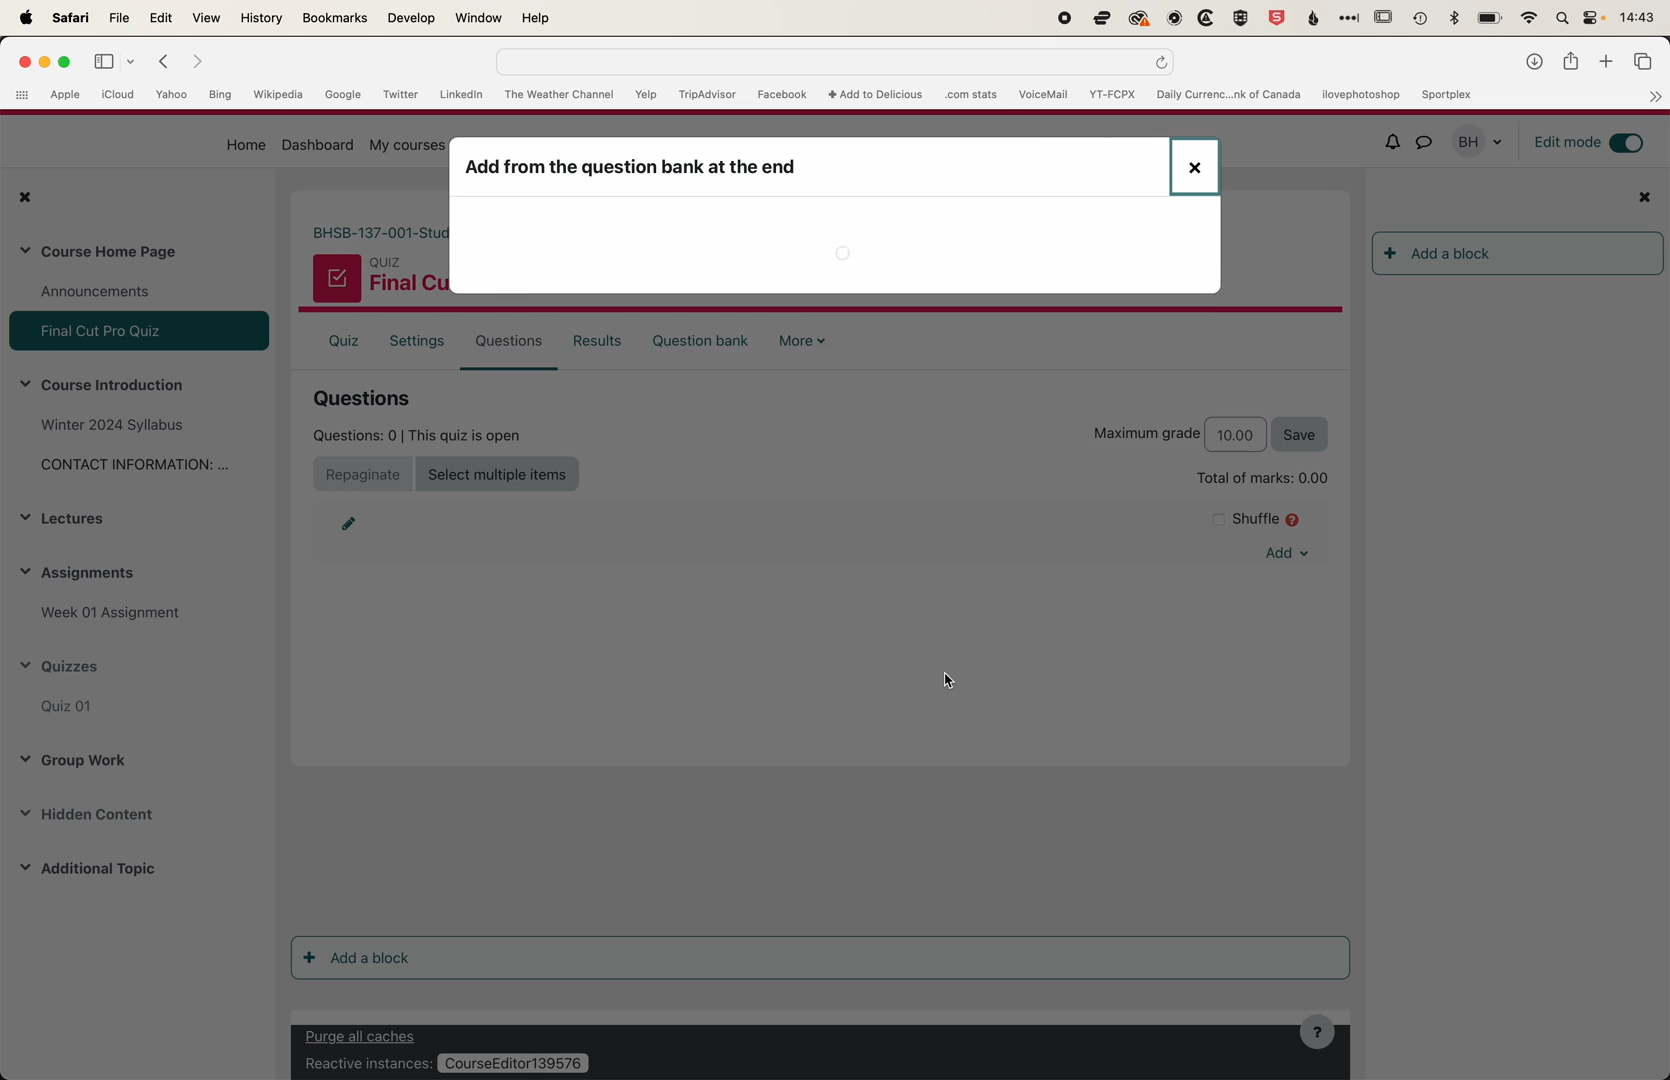 Safari File Edit View History Bookmarks Develop Window Help 14:43
Apple iCloud Yahoo Bing Wikipedia Google Twitter LinkedIn The Weather Channel Yelp TripAdvisor Facebook + Add to Delicious .com stats VoiceMail YT-FCPX Daily Currenc...nk of Canada ilovephotoshop Sportplex
Home Dashboard My courses BH Edit mode
Add from the question bank at the end
BHSB-137-001-Stud
QUIZ
Final Cu
Course Home Page
Announcements
Final Cut Pro Quiz
Course Introduction
Winter 2024 Syllabus
CONTACT INFORMATION: ...
Lectures
Assignments
Week 01 Assignment
Quizzes
Quiz 01
Group Work
Hidden Content
Additional Topic
Quiz Settings Questions Results Question bank More
Questions
Questions: 0 | This quiz is open
Maximum grade 10.00 Save
Repaginate Select multiple items
Total of marks: 0.00
Shuffle ?
Add
+ Add a block
+ Add a block
Purge all caches
Reactive instances: CourseEditor139576
?